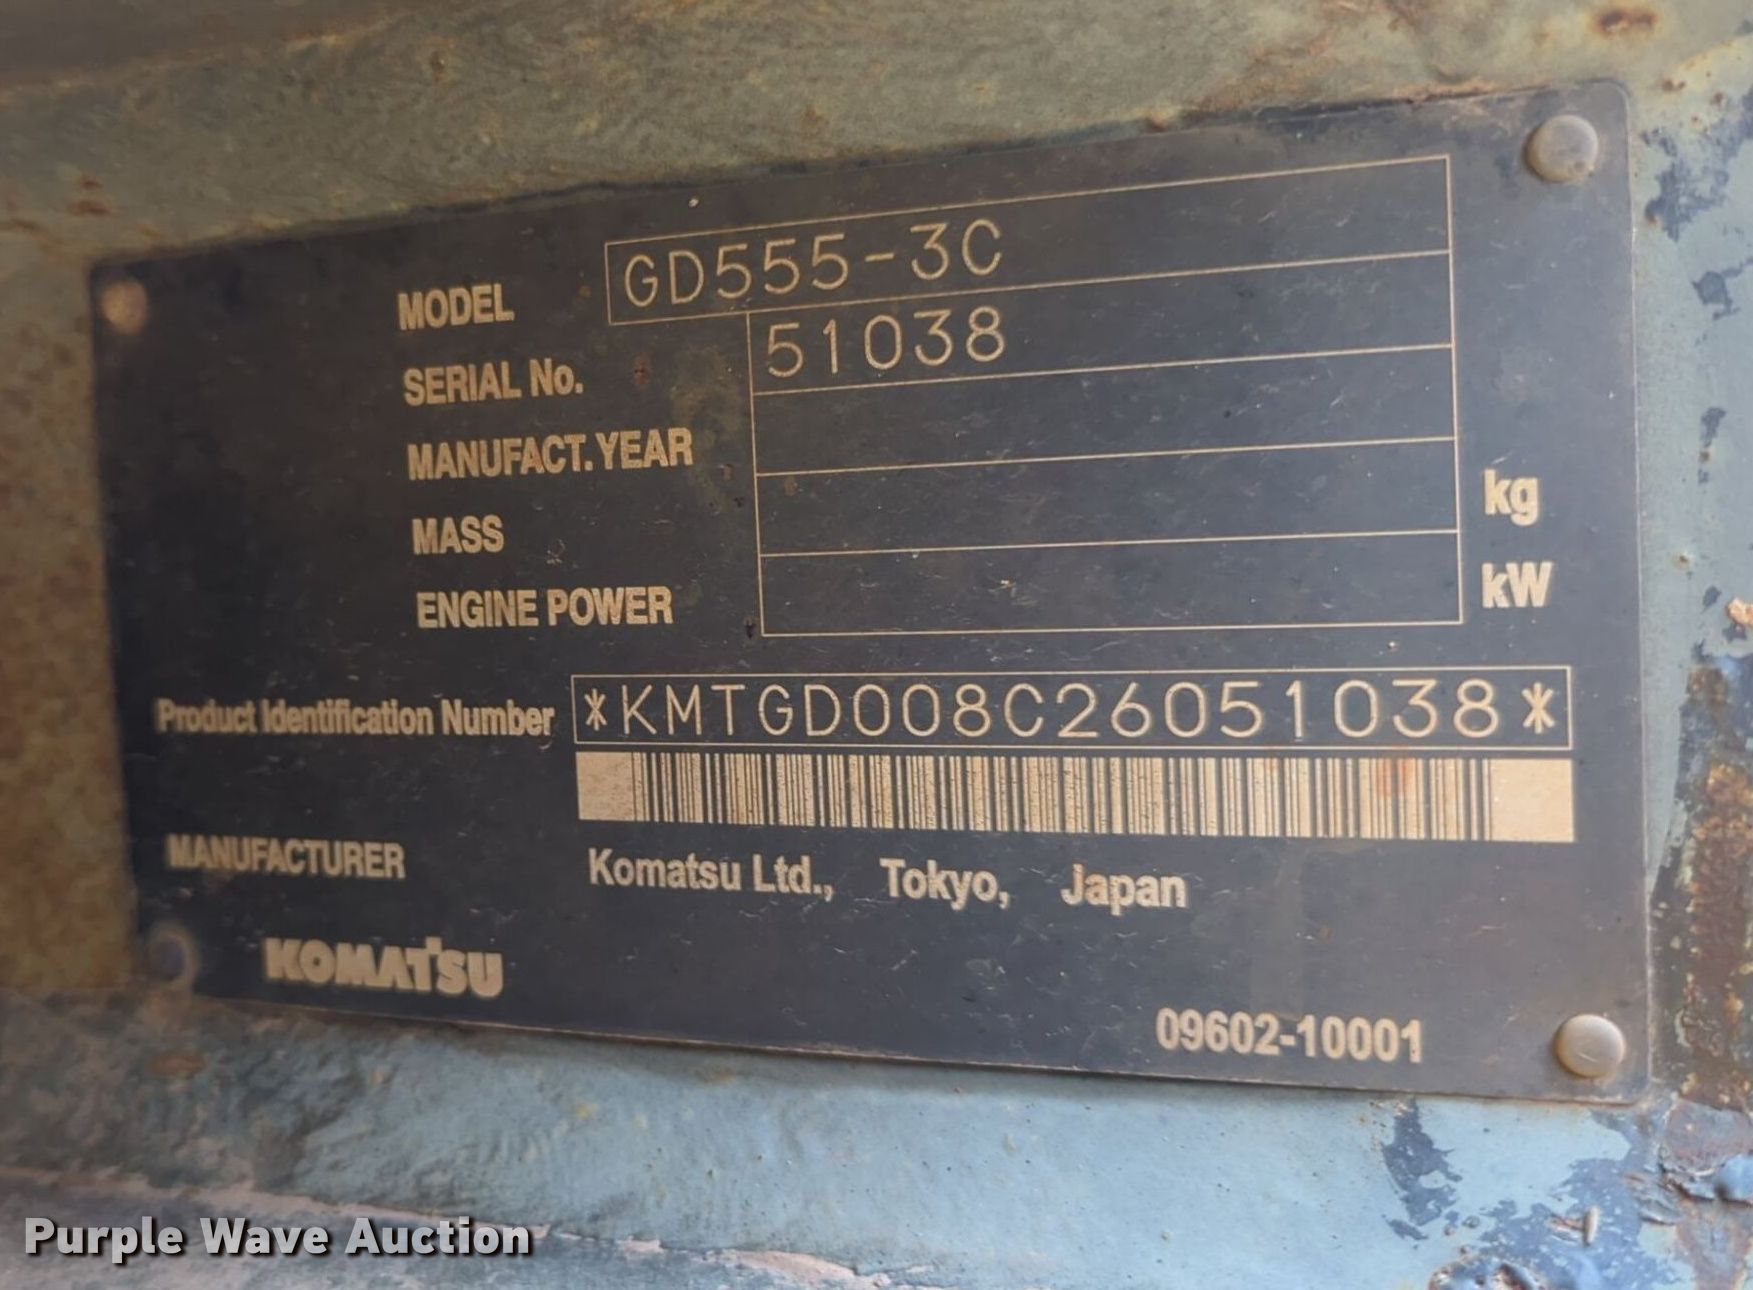 MODEL GD555-3C
SERIAL No. 51038
MANUFACT. YEAR
MASS kg
ENGINE POWER kW
Product Identification Number *KMTGD008C26051038*
MANUFACTURER Komatsu Ltd., Tokyo, Japan
KOMATSU
09602-10001
Purple Wave Auction